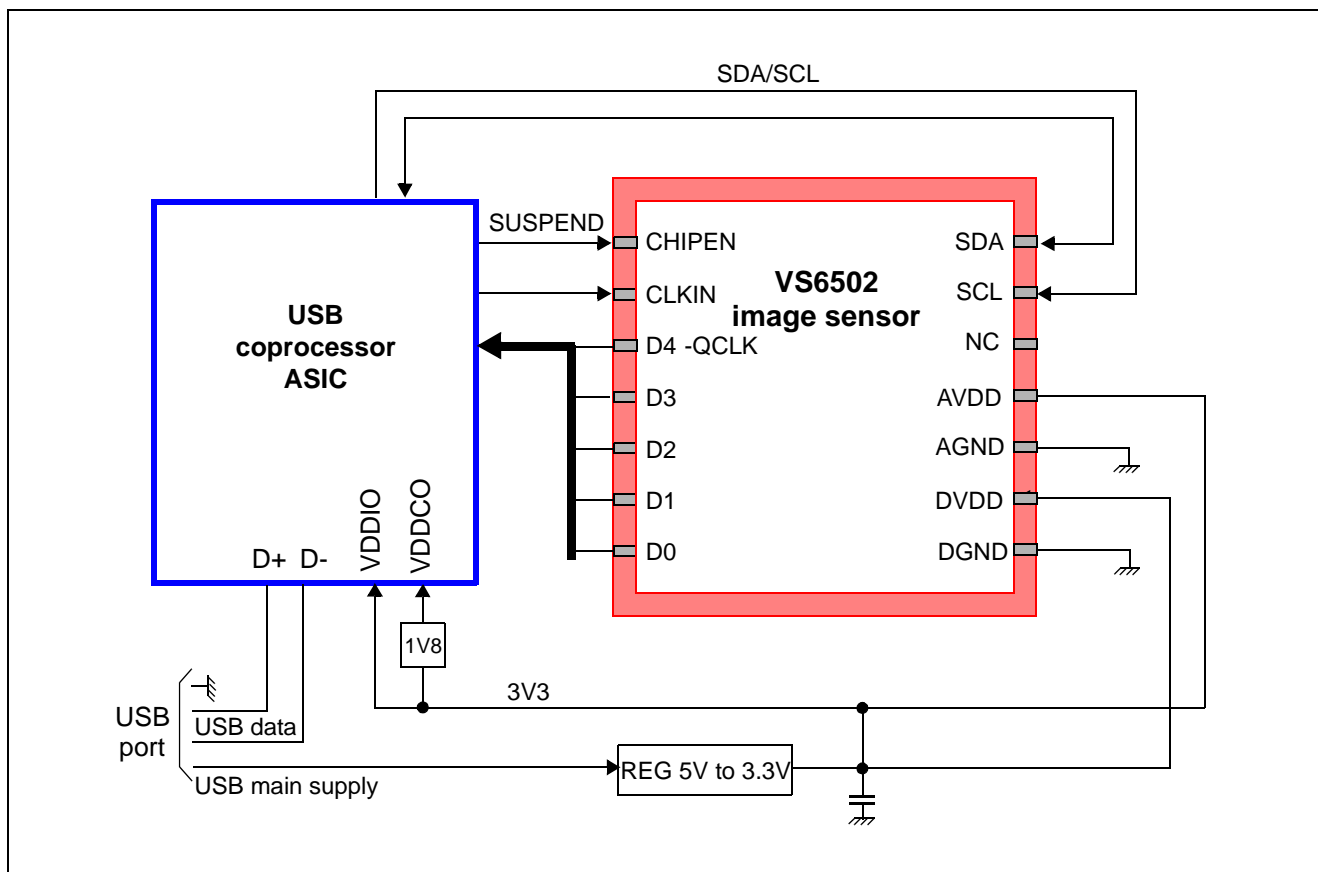 SDA/SCL
SUSPEND
USB
coprocessor
ASIC
VDDIO
VDDCO
D+ D-
CHIPEN
CLKIN
D4 -QCLK
D3
D2
D1
D0
VS6502
image sensor
SDA
SCL
NC
AVDD
AGND
DVDD
DGND
1V8
3V3
USB
port
USB data
USB main supply
REG 5V to 3.3V